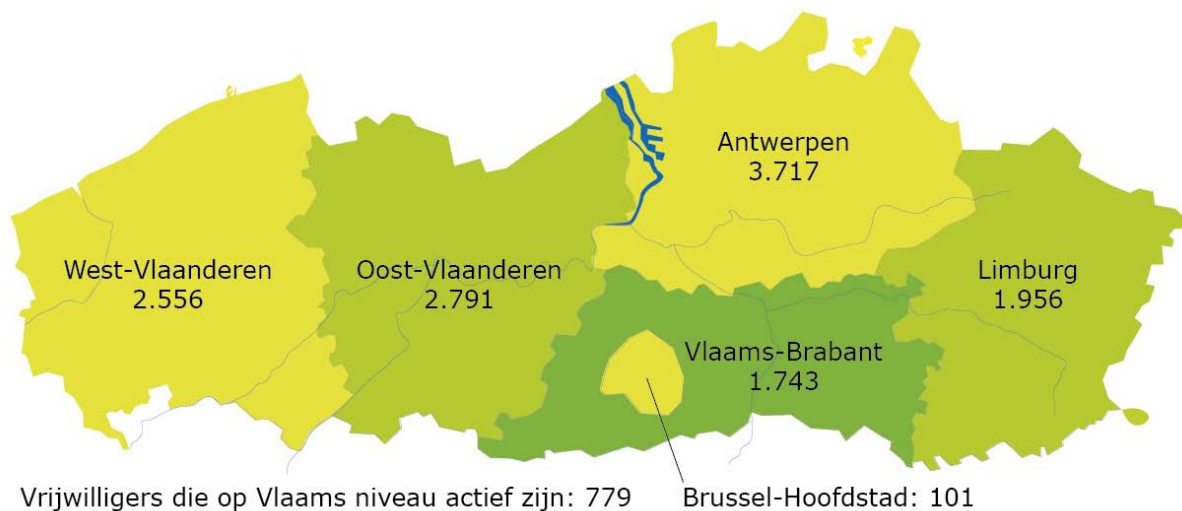 Antwerpen
3.717
West-Vlaanderen
2.556
Oost-Vlaanderen
2.791
Limburg
1.956
Vlaams-Brabant
1.743
Vrijwilligers die op Vlaams niveau actief zijn: 779
Brussel-Hoofdstad: 101